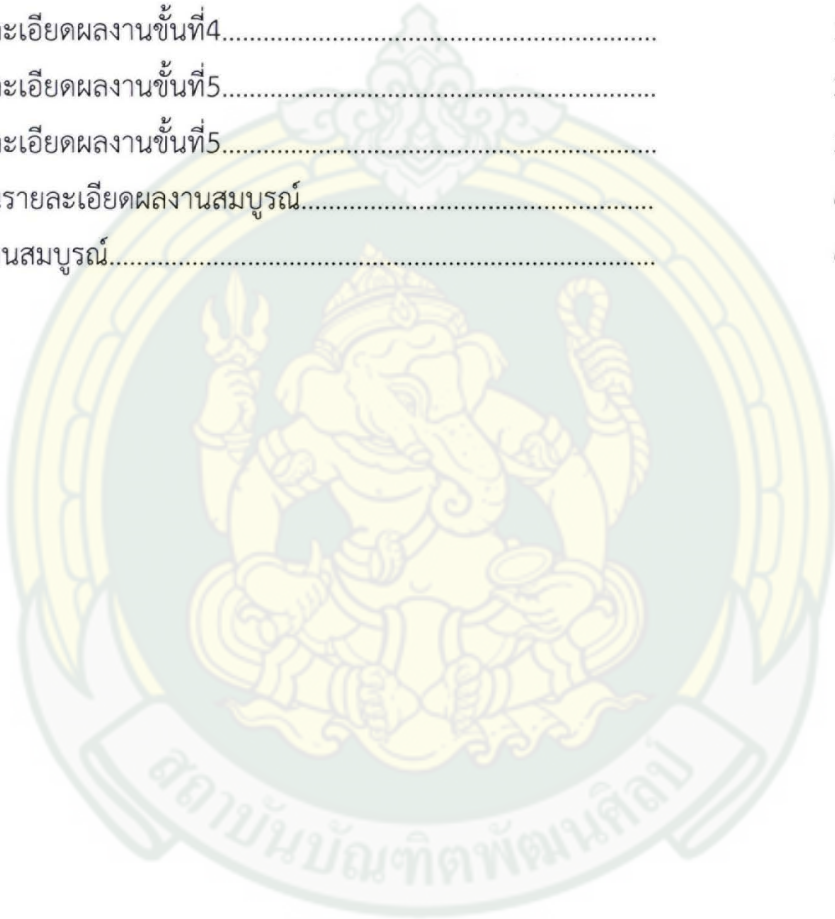 ละเอียดผลงานขั้นที่4..........................................................................
ละเอียดผลงานขั้นที่5..........................................................................
ละเอียดผลงานขั้นที่5..........................................................................
รายละเอียดผลงานสมบูรณ์............................................................
นสมบูรณ์.............................................................................................
สถาบันบัณฑิตพัฒนศิลป์